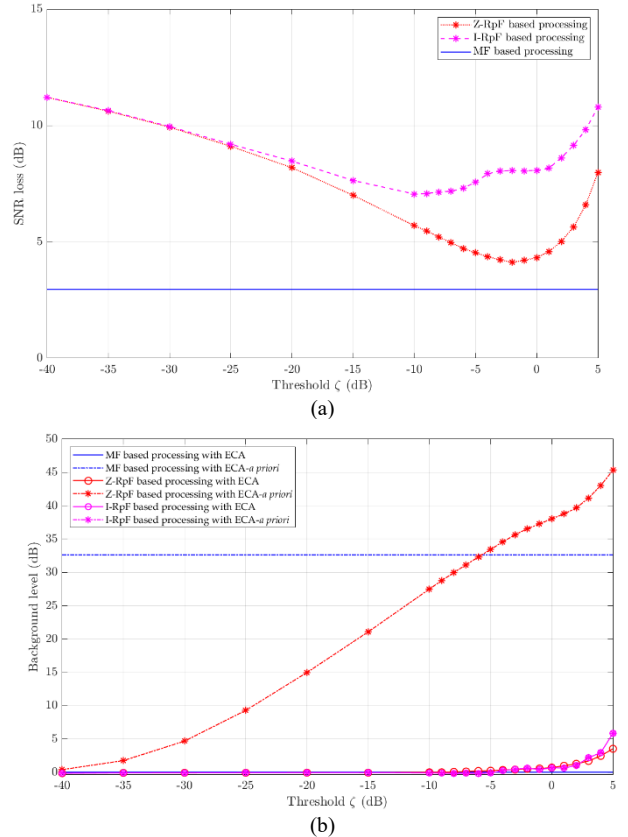 15
10
5
0
SNR loss (dB)
Z-RpF based processing
I-RpF based processing
MF based processing
-40 -35 -30 -25 -20 -15 -10 -5 0 5
Threshold ζ (dB)
(a)
50
45
40
35
30
25
20
15
10
5
0
Background level (dB)
MF based processing with ECA
MF based processing with ECA-a priori
Z-RpF based processing with ECA
Z-RpF based processing with ECA-a priori
I-RpF based processing with ECA
I-RpF based processing with ECA-a priori
-40 -35 -30 -25 -20 -15 -10 -5 0 5
Threshold ζ (dB)
(b)